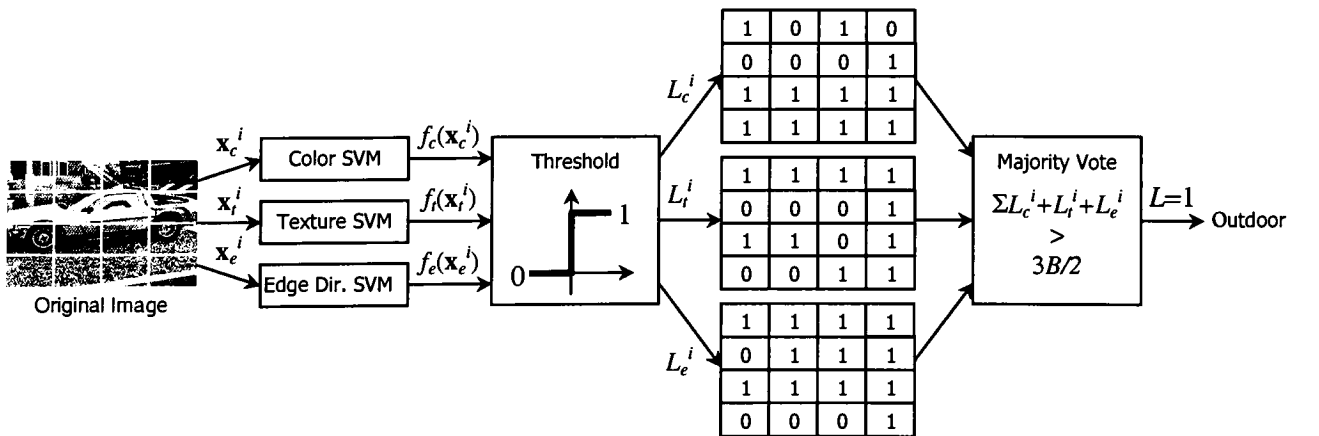 x_c^i
x_t^i
x_e^i
Original Image
Color SVM
Texture SVM
Edge Dir. SVM
f_c(x_c^i)
f_t(x_t^i)
f_e(x_e^i)
Threshold
1
0
L_c^i
L_t^i
L_e^i
1 0 1 0
0 0 0 1
1 1 1 1
1 1 1 1
1 1 1 1
0 0 0 1
1 1 0 1
0 0 1 1
1 1 1 1
0 1 1 1
1 1 1 1
0 0 0 1
Majority Vote
ΣL_c^i+L_t^i+L_e^i
>
3B/2
L=1
Outdoor